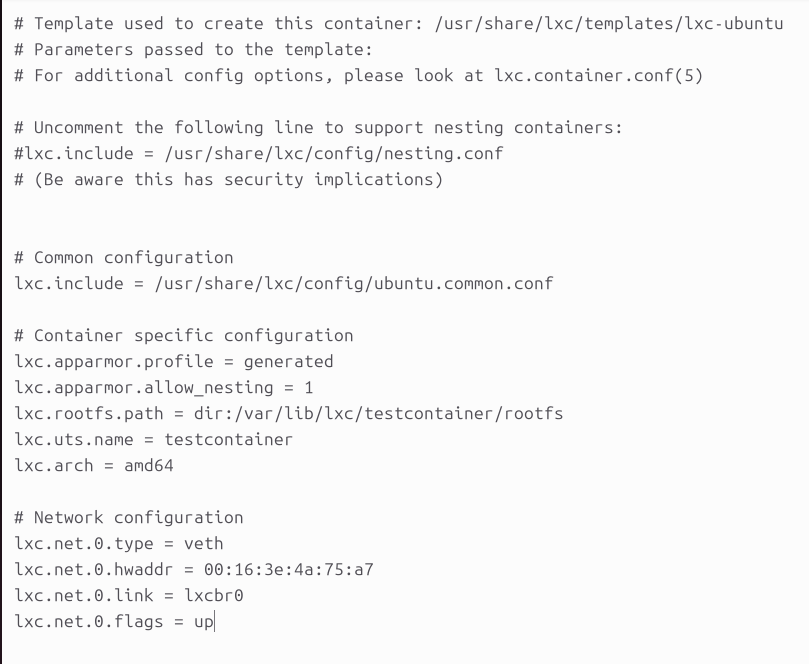 # Template used to create this container: /usr/share/lxc/templates/lxc-ubuntu
# Parameters passed to the template:
# For additional config options, please look at lxc.container.conf(5)
# Uncomment the following line to support nesting containers:
#lxc.include = /usr/share/lxc/config/nesting.conf
# (Be aware this has security implications)
# Common configuration
lxc.include = /usr/share/lxc/config/ubuntu.common.conf
# Container specific configuration
lxc.apparmor.profile = generated
lxc.apparmor.allow_nesting = 1
lxc.rootfs.path = dir:/var/lib/lxc/testcontainer/rootfs
lxc.uts.name = testcontainer
lxc.arch = amd64
# Network configuration
lxc.net.0.type = veth
lxc.net.0.hwaddr = 00:16:3e:4a:75:a7
lxc.net.0.link = lxcbr0
lxc.net.0.flags = up